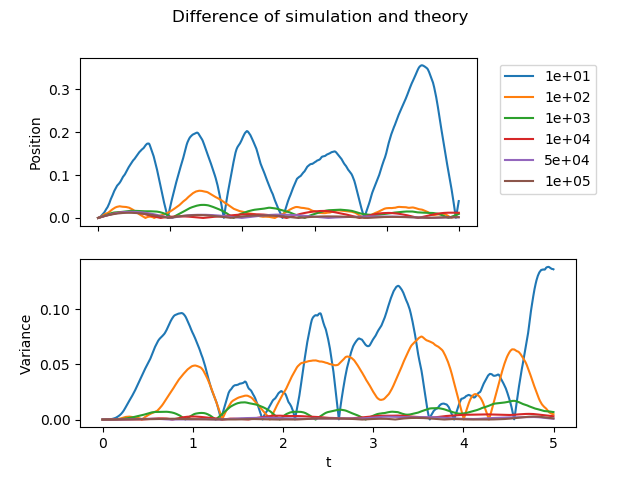 Difference of simulation and theory
0.3
0.2
0.1
0.0
Position
1e+01
1e+02
1e+03
1e+04
5e+04
1e+05
0.10
0.05
0.00
Variance
0 1 2 3 4 5
t